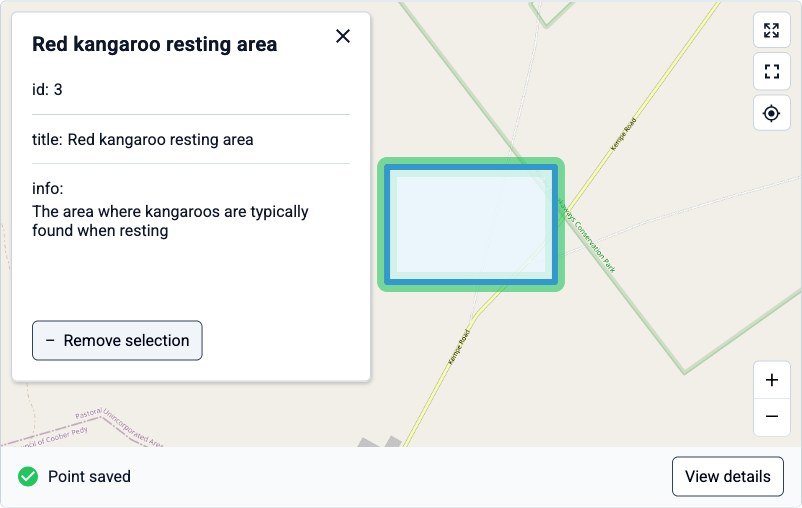 Red kangaroo resting area
id: 3
title: Red kangaroo resting area
info:
The area where kangaroos are typically
found when resting
− Remove selection
Kempe Road
Conservation Park
Kempe Road
+
−
Pastoral Unincorporated Area
of Coober Pedy
Point saved
View details